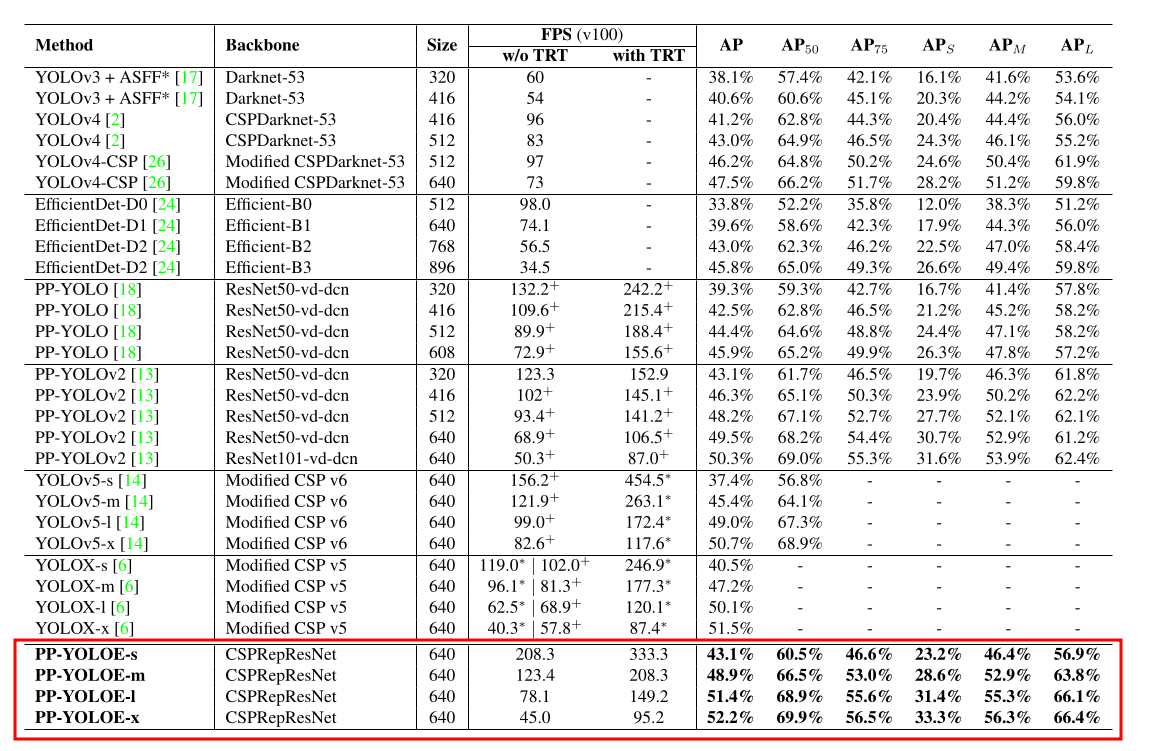 Method Backbone Size FPS (v100) AP AP50 AP75 APS APM APL
w/o TRT with TRT
YOLOv3 + ASFF* [17] Darknet-53 320 60 - 38.1% 57.4% 42.1% 16.1% 41.6% 53.6%
YOLOv3 + ASFF* [17] Darknet-53 416 54 - 40.6% 60.6% 45.1% 20.3% 44.2% 54.1%
YOLOv4 [2] CSPDarknet-53 416 96 - 41.2% 62.8% 44.3% 20.4% 44.4% 56.0%
YOLOv4 [2] CSPDarknet-53 512 83 - 43.0% 64.9% 46.5% 24.3% 46.1% 55.2%
YOLOv4-CSP [26] Modified CSPDarknet-53 512 97 - 46.2% 64.8% 50.2% 24.6% 50.4% 61.9%
YOLOv4-CSP [26] Modified CSPDarknet-53 640 73 - 47.5% 66.2% 51.7% 28.2% 51.2% 59.8%
EfficientDet-D0 [24] Efficient-B0 512 98.0 - 33.8% 52.2% 35.8% 12.0% 38.3% 51.2%
EfficientDet-D1 [24] Efficient-B1 640 74.1 - 39.6% 58.6% 42.3% 17.9% 44.3% 56.0%
EfficientDet-D2 [24] Efficient-B2 768 56.5 - 43.0% 62.3% 46.2% 22.5% 47.0% 58.4%
EfficientDet-D2 [24] Efficient-B3 896 34.5 - 45.8% 65.0% 49.3% 26.6% 49.4% 59.8%
PP-YOLO [18] ResNet50-vd-dcn 320 132.2+ 242.2+ 39.3% 59.3% 42.7% 16.7% 41.4% 57.8%
PP-YOLO [18] ResNet50-vd-dcn 416 109.6+ 215.4+ 42.5% 62.8% 46.5% 21.2% 45.2% 58.2%
PP-YOLO [18] ResNet50-vd-dcn 512 89.9+ 188.4+ 44.4% 64.6% 48.8% 24.4% 47.1% 58.2%
PP-YOLO [18] ResNet50-vd-dcn 608 72.9+ 155.6+ 45.9% 65.2% 49.9% 26.3% 47.8% 57.2%
PP-YOLOv2 [13] ResNet50-vd-dcn 320 123.3 152.9 43.1% 61.7% 46.5% 19.7% 46.3% 61.8%
PP-YOLOv2 [13] ResNet50-vd-dcn 416 102+ 145.1+ 46.3% 65.1% 50.3% 23.9% 50.2% 62.2%
PP-YOLOv2 [13] ResNet50-vd-dcn 512 93.4+ 141.2+ 48.2% 67.1% 52.7% 27.7% 52.1% 62.1%
PP-YOLOv2 [13] ResNet50-vd-dcn 640 68.9+ 106.5+ 49.5% 68.2% 54.4% 30.7% 52.9% 61.2%
PP-YOLOv2 [13] ResNet101-vd-dcn 640 50.3+ 87.0+ 50.3% 69.0% 55.3% 31.6% 53.9% 62.4%
YOLOv5-s [14] Modified CSP v6 640 156.2+ 454.5* 37.4% 56.8% - - - -
YOLOv5-m [14] Modified CSP v6 640 121.9+ 263.1* 45.4% 64.1% - - - -
YOLOv5-l [14] Modified CSP v6 640 99.0+ 172.4* 49.0% 67.3% - - - -
YOLOv5-x [14] Modified CSP v6 640 82.6+ 117.6* 50.7% 68.9% - - - -
YOLOX-s [6] Modified CSP v5 640 119.0* | 102.0+ 246.9* 40.5% - - - - -
YOLOX-m [6] Modified CSP v5 640 96.1* | 81.3+ 177.3* 47.2% - - - - -
YOLOX-l [6] Modified CSP v5 640 62.5* | 68.9+ 120.1* 50.1% - - - - -
YOLOX-x [6] Modified CSP v5 640 40.3* | 57.8+ 87.4* 51.5% - - - - -
PP-YOLOE-s CSPRepResNet 640 208.3 333.3 43.1% 60.5% 46.6% 23.2% 46.4% 56.9%
PP-YOLOE-m CSPRepResNet 640 123.4 208.3 48.9% 66.5% 53.0% 28.6% 52.9% 63.8%
PP-YOLOE-l CSPRepResNet 640 78.1 149.2 51.4% 68.9% 55.6% 31.4% 55.3% 66.1%
PP-YOLOE-x CSPRepResNet 640 45.0 95.2 52.2% 69.9% 56.5% 33.3% 56.3% 66.4%